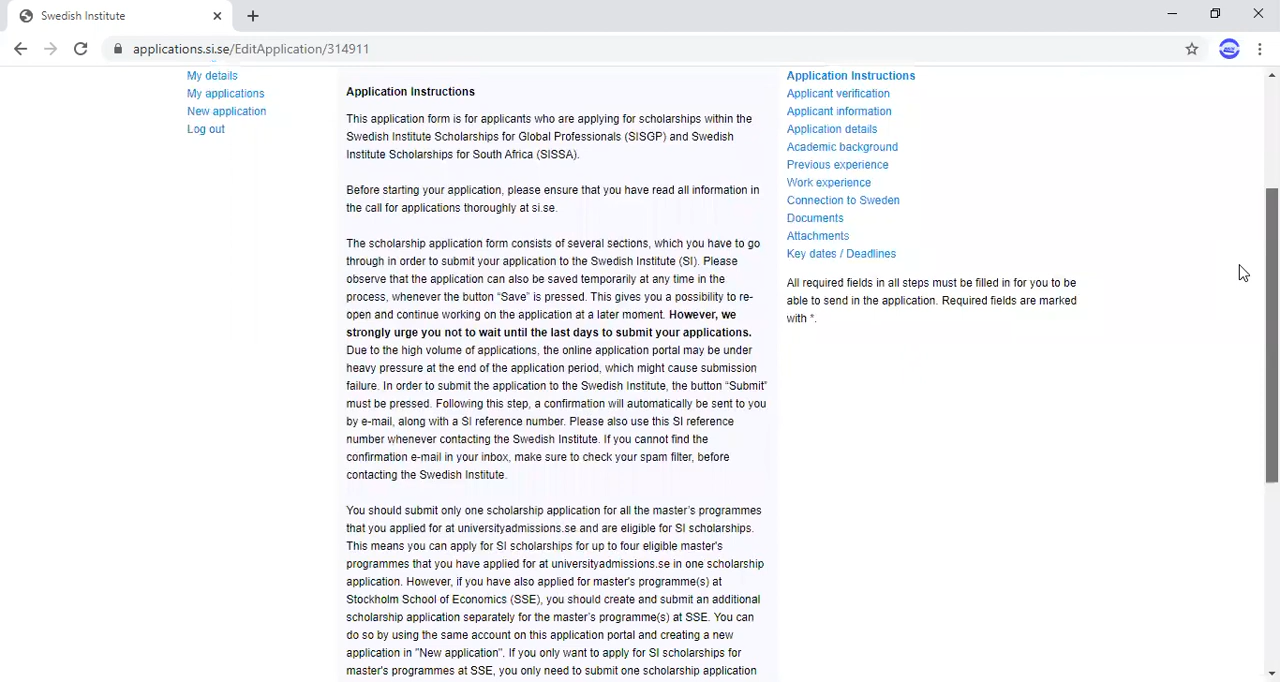 Swedish Institute
applications.si.se/EditApplication/314911
My details
My applications
New application
Log out
Application Instructions
This application form is for applicants who are applying for scholarships within the
Swedish Institute Scholarships for Global Professionals (SISGP) and Swedish
Institute Scholarships for South Africa (SISSA).
Before starting your application, please ensure that you have read all information in
the call for applications thoroughly at si.se.
The scholarship application form consists of several sections, which you have to go
through in order to submit your application to the Swedish Institute (SI). Please
observe that the application can also be saved temporarily at any time in the
process, whenever the button “Save” is pressed. This gives you a possibility to re-
open and continue working on the application at a later moment. However, we
strongly urge you not to wait until the last days to submit your applications.
Due to the high volume of applications, the online application portal may be under
heavy pressure at the end of the application period, which might cause submission
failure. In order to submit the application to the Swedish Institute, the button “Submit”
must be pressed. Following this step, a confirmation will automatically be sent to you
by e-mail, along with a SI reference number. Please also use this SI reference
number whenever contacting the Swedish Institute. If you cannot find the
confirmation e-mail in your inbox, make sure to check your spam filter, before
contacting the Swedish Institute.
You should submit only one scholarship application for all the master’s programmes
that you applied for at universityadmissions.se and are eligible for SI scholarships.
This means you can apply for SI scholarships for up to four eligible master's
programmes that you have applied for at universityadmissions.se in one scholarship
application. However, if you have also applied for master's programme(s) at
Stockholm School of Economics (SSE), you should create and submit an additional
scholarship application separately for the master’s programme(s) at SSE. You can
do so by using the same account on this application portal and creating a new
application in "New application". If you only want to apply for SI scholarships for
master's programmes at SSE, you only need to submit one scholarship application
Application Instructions
Applicant verification
Applicant information
Application details
Academic background
Previous experience
Work experience
Connection to Sweden
Documents
Attachments
Key dates / Deadlines
All required fields in all steps must be filled in for you to be
able to send in the application. Required fields are marked
with *.